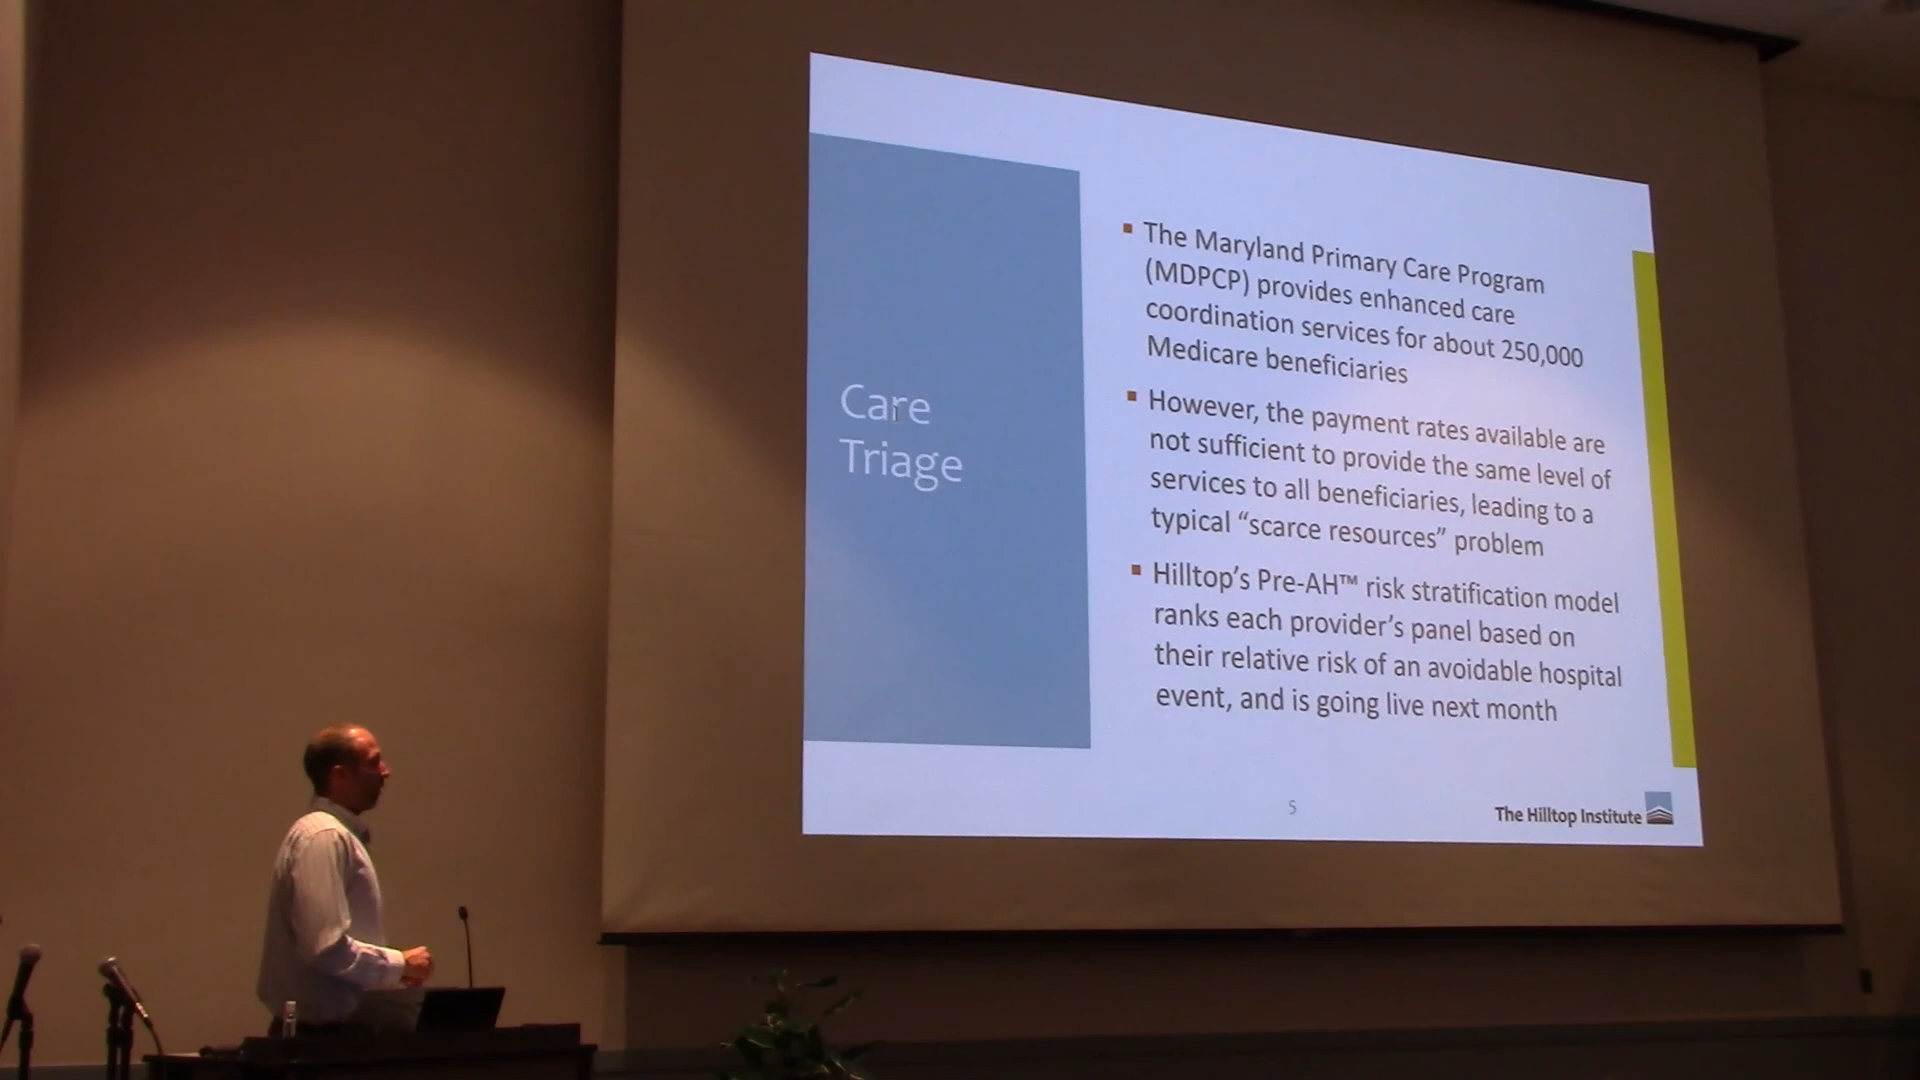 Care
Triage
▪ The Maryland Primary Care Program
(MDPCP) provides enhanced care
coordination services for about 250,000
Medicare beneficiaries
▪ However, the payment rates available are
not sufficient to provide the same level of
services to all beneficiaries, leading to a
typical “scarce resources” problem
▪ Hilltop’s Pre-AH™ risk stratification model
ranks each provider’s panel based on
their relative risk of an avoidable hospital
event, and is going live next month
5
The Hilltop Institute